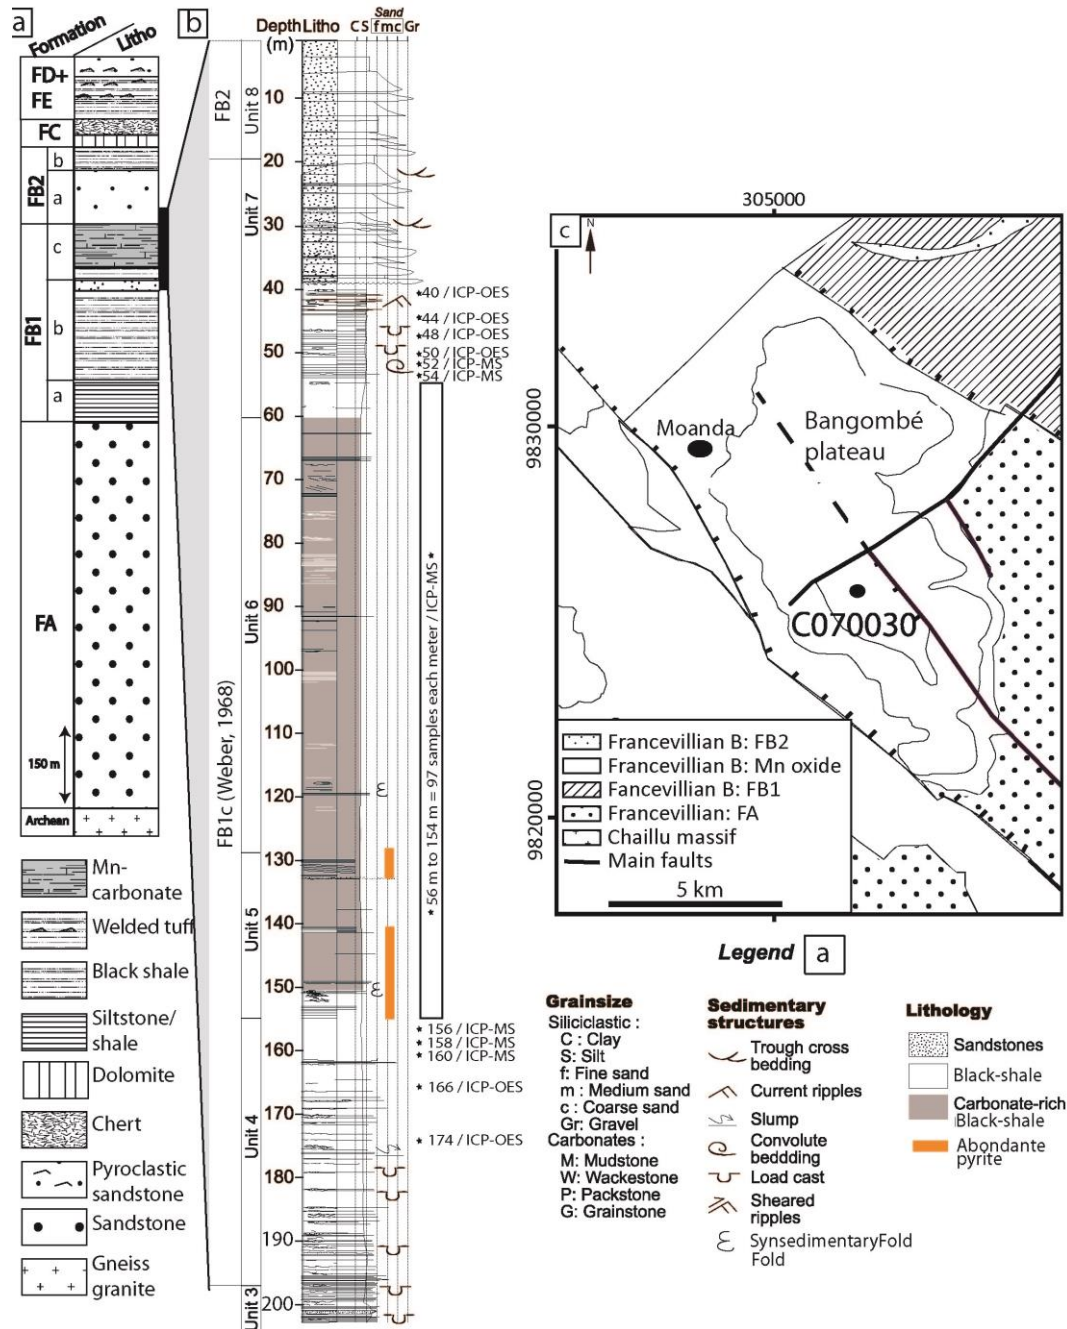 a
Formation
Litho
FD+
FE
FC
FB2
b
a
FB1
c
b
a
FA
150 m
Archean
Mn-
carbonate
Welded tuff
Black shale
Siltstone/
shale
Dolomite
Chert
Pyroclastic
sandstone
Sandstone
Gneiss
granite
b
Depth Litho C S f m c Gr
Sand
(m)
10
20
30
40
50
60
70
80
90
100
110
120
130
140
150
160
170
180
190
200
FB2
FB1c (Weber, 1968)
Unit 8
Unit 7
Unit 6
Unit 5
Unit 4
Unit 3
*40 / ICP-OES
*44 / ICP-OES
*48 / ICP-OES
*50 / ICP-OES
*52 / ICP-MS
*54 / ICP-MS
* 56 m to 154 m = 97 samples each meter / ICP-MS *
* 156 / ICP-MS
* 158 / ICP-MS
* 160 / ICP-MS
* 166 / ICP-OES
* 174 / ICP-OES
305000
c
N
9830000
9820000
Moanda
Bangombé
plateau
C070030
Francevillian B: FB2
Francevillian B: Mn oxide
Fancevillian B: FB1
Francevillian: FA
Chaillu massif
Main faults
5 km
Legend a
Grainsize
Siliciclastic :
C : Clay
S: Silt
f: Fine sand
m : Medium sand
c : Coarse sand
Gr: Gravel
Carbonates :
M: Mudstone
W: Wackestone
P: Packstone
G: Grainstone
Sedimentary
structures
Trough cross
bedding
Current ripples
Slump
Convolute
beddding
Load cast
Sheared
ripples
SynsedimentaryFold
Fold
Lithology
Sandstones
Black-shale
Carbonate-rich
Black-shale
Abondante
pyrite